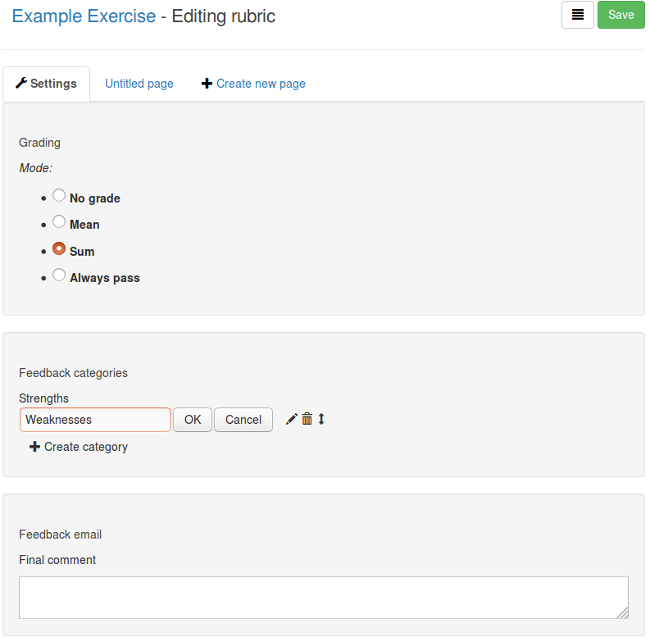 Example Exercise - Editing rubric
Save
Settings
Untitled page
Create new page
Grading
Mode:
No grade
Mean
Sum
Always pass
Feedback categories
Strengths
Weaknesses
OK
Cancel
Create category
Feedback email
Final comment